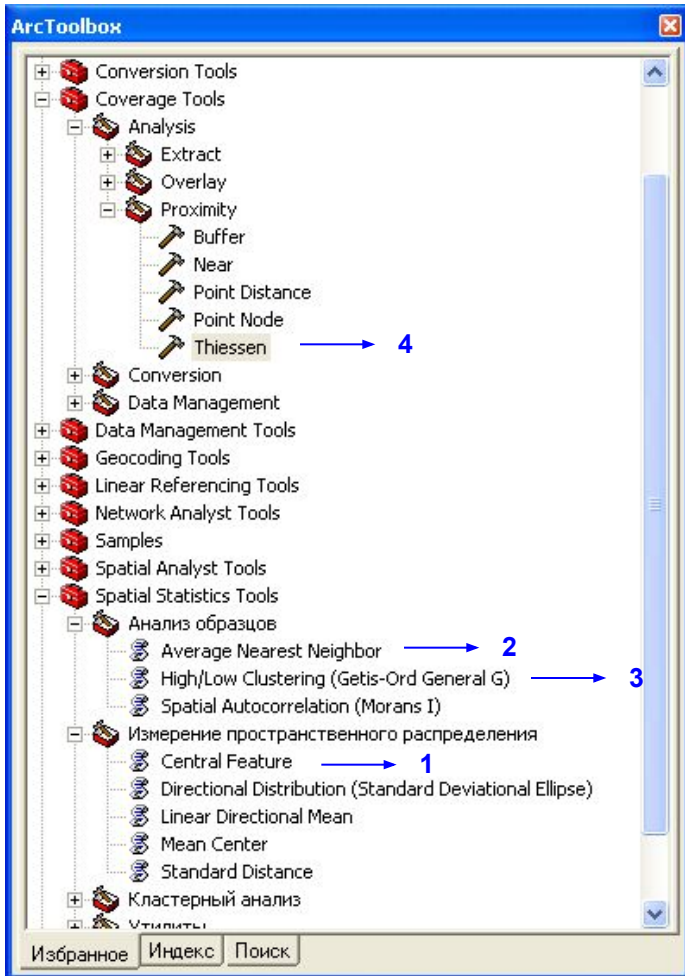 ArcToolbox
Conversion Tools
Coverage Tools
Analysis
Extract
Overlay
Proximity
Buffer
Near
Point Distance
Point Node
Thiessen 4
Conversion
Data Management
Data Management Tools
Geocoding Tools
Linear Referencing Tools
Network Analyst Tools
Samples
Spatial Analyst Tools
Spatial Statistics Tools
Анализ образцов
Average Nearest Neighbor 2
High/Low Clustering (Getis-Ord General G) 3
Spatial Autocorrelation (Morans I)
Измерение пространственного распределения
Central Feature 1
Directional Distribution (Standard Deviational Ellipse)
Linear Directional Mean
Mean Center
Standard Distance
Кластерный анализ
Утилиты
Избранное Индекс Поиск